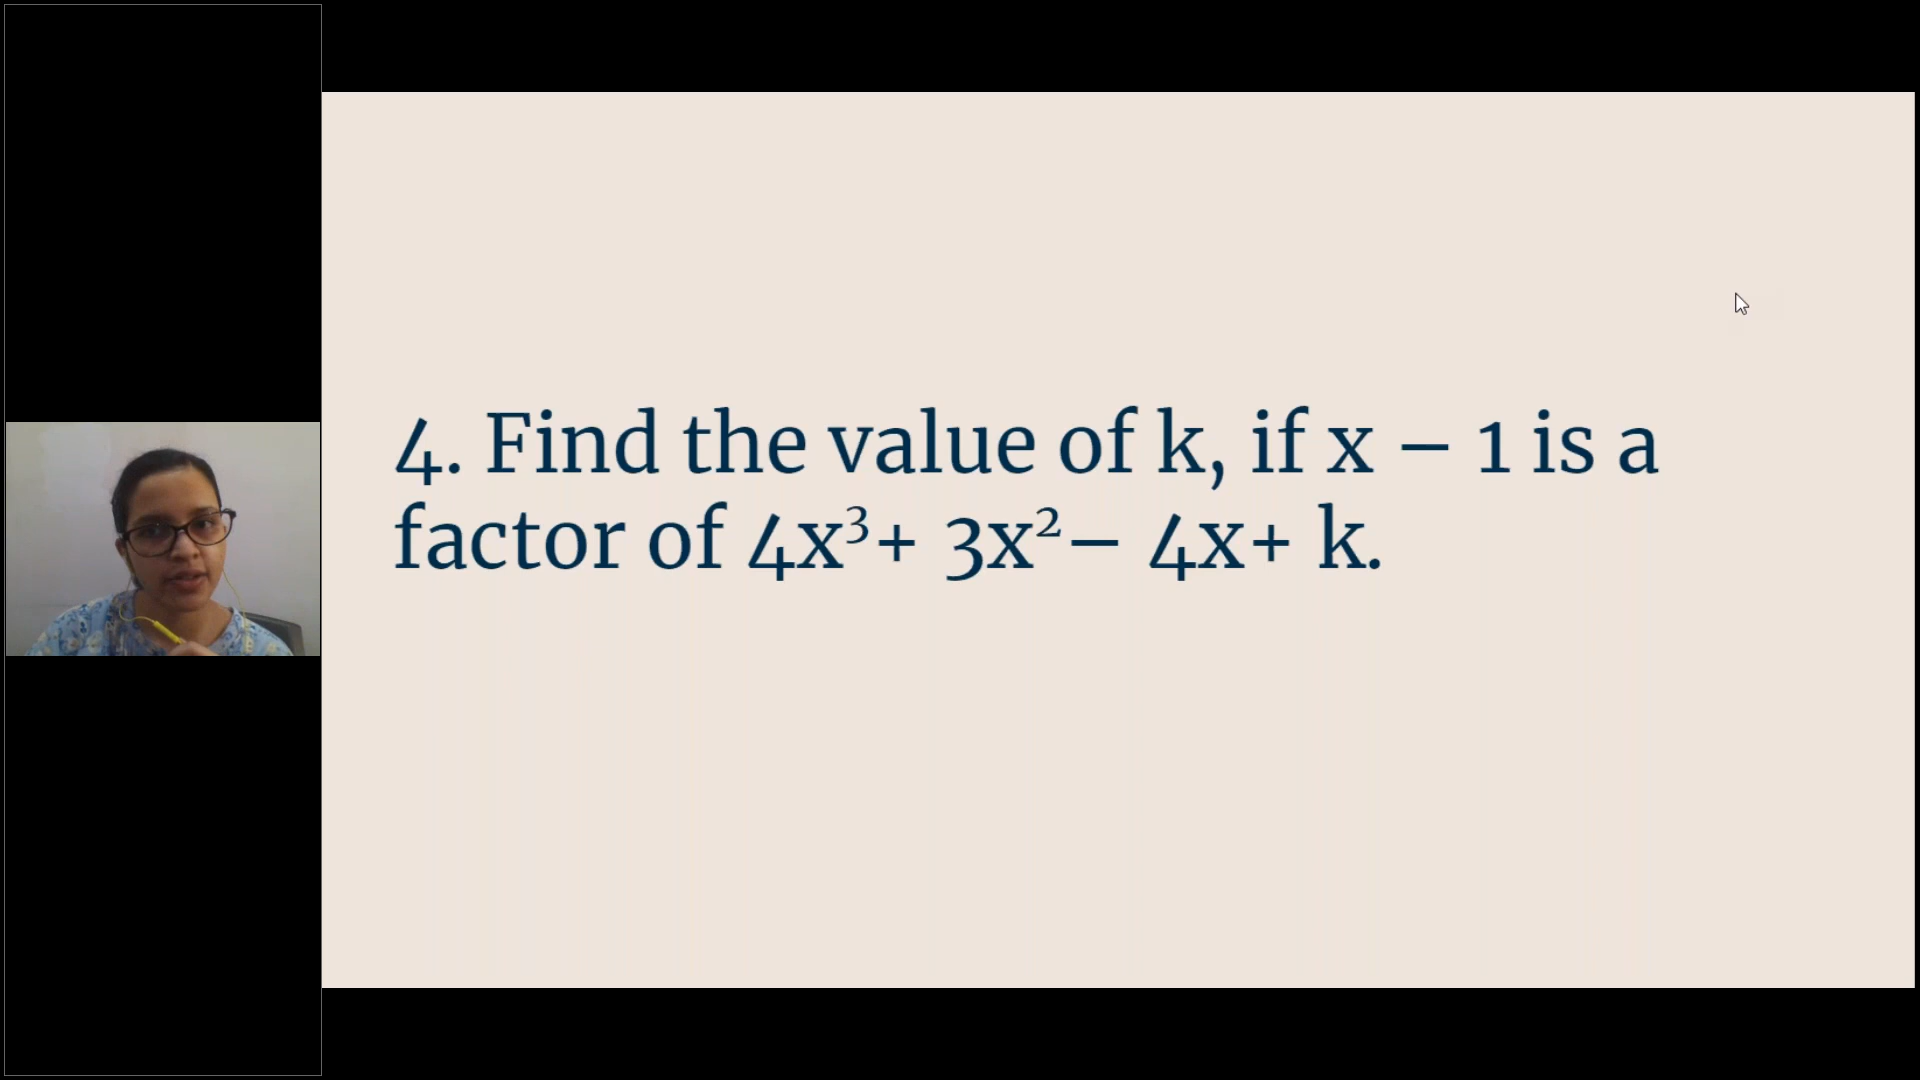 4. Find the value of k, if x – 1 is a
factor of 4x³+ 3x²– 4x+ k.